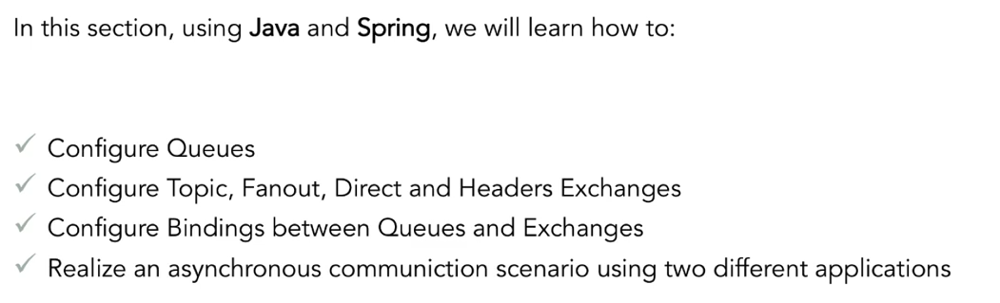 In this section, using Java and Spring, we will learn how to:
✓ Configure Queues
✓ Configure Topic, Fanout, Direct and Headers Exchanges
✓ Configure Bindings between Queues and Exchanges
✓ Realize an asynchronous communiction scenario using two different applications